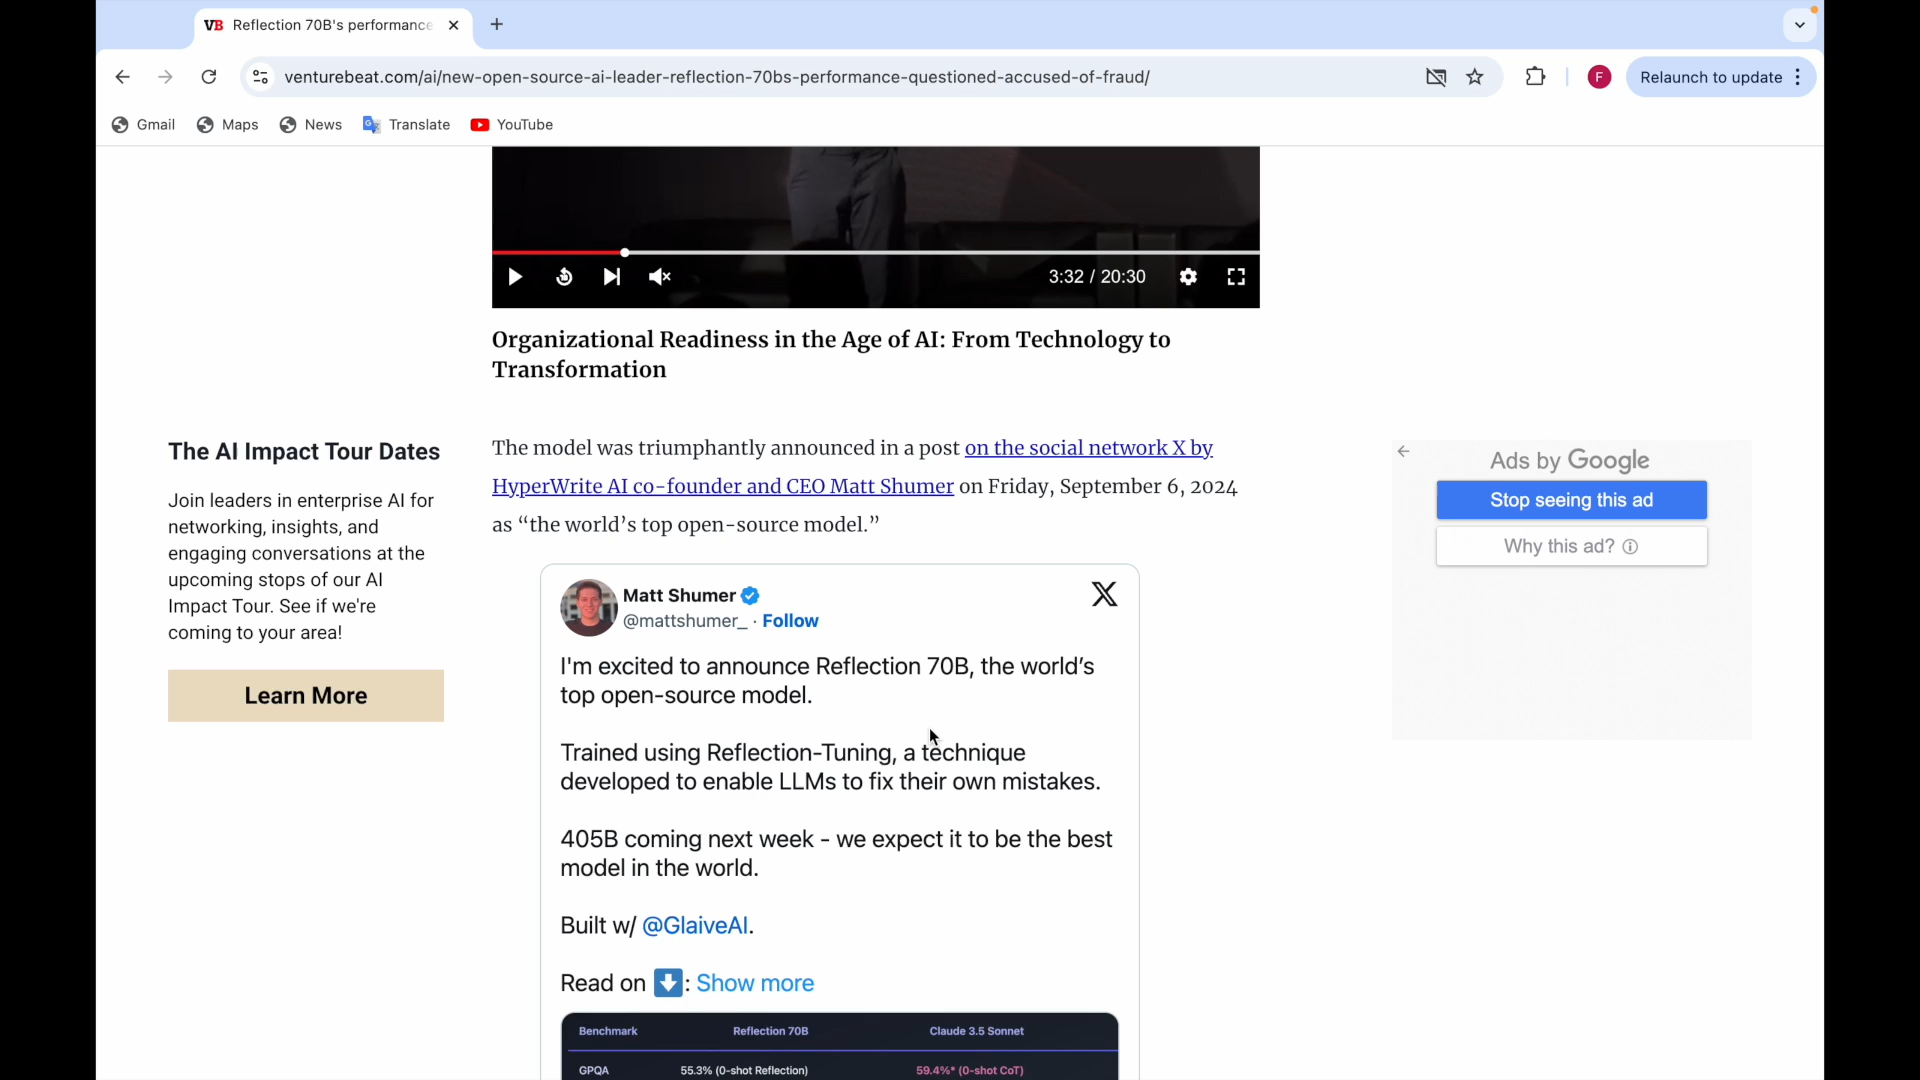 VB Reflection 70B's performance
venturebeat.com/ai/new-open-source-ai-leader-reflection-70bs-performance-questioned-accused-of-fraud/
F
Relaunch to update
Gmail
Maps
News
Translate
YouTube
3:32 / 20:30
Organizational Readiness in the Age of AI: From Technology to
Transformation
The AI Impact Tour Dates
Join leaders in enterprise AI for
networking, insights, and
engaging conversations at the
upcoming stops of our AI
Impact Tour. See if we're
coming to your area!
Learn More
The model was triumphantly announced in a post on the social network X by
HyperWrite AI co-founder and CEO Matt Shumer on Friday, September 6, 2024
as “the world’s top open-source model.”
Matt Shumer
@mattshumer_ · Follow
I'm excited to announce Reflection 70B, the world’s
top open-source model.
Trained using Reflection-Tuning, a technique
developed to enable LLMs to fix their own mistakes.
405B coming next week - we expect it to be the best
model in the world.
Built w/ @GlaiveAI.
Read on ⬇️: Show more
Benchmark Reflection 70B Claude 3.5 Sonnet
GPQA 55.3% (0-shot Reflection) 59.4%* (0-shot CoT)
Ads by Google
Stop seeing this ad
Why this ad?